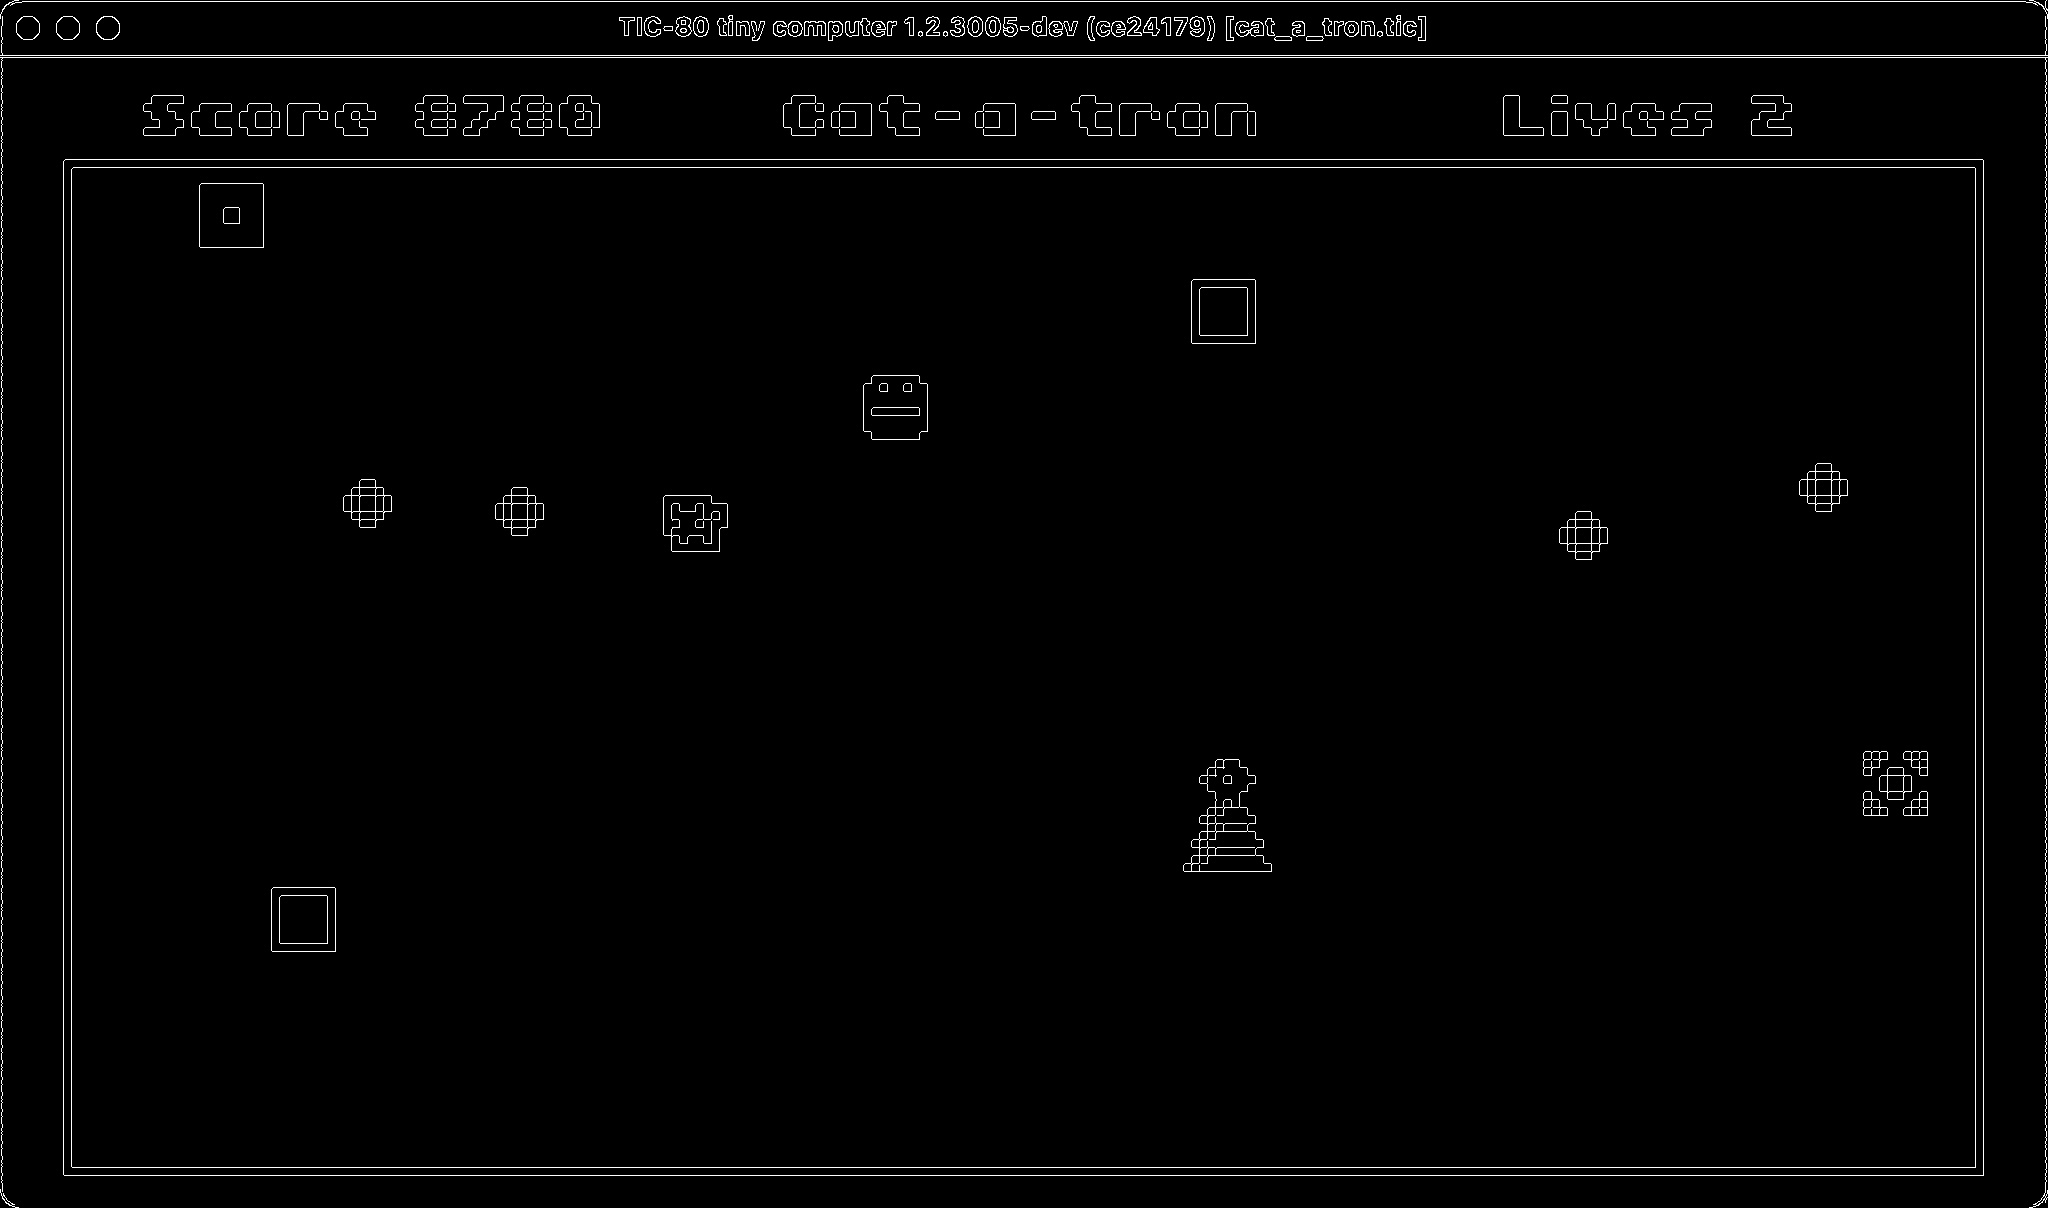 TIC-80 tiny computer 1.2.3005-dev (ce24179) [cat_a_tron.tic]
Score 8780 Cat-a-tron Lives 2